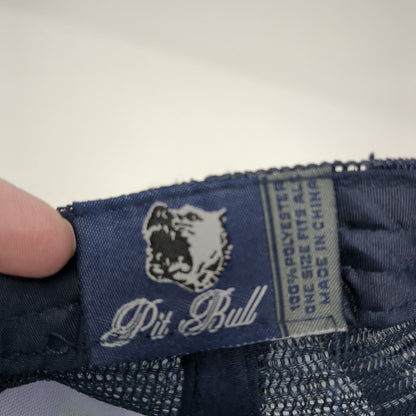 Pit Bull
100% POLYESTER
ONE SIZE FITS ALL
MADE IN CHINA